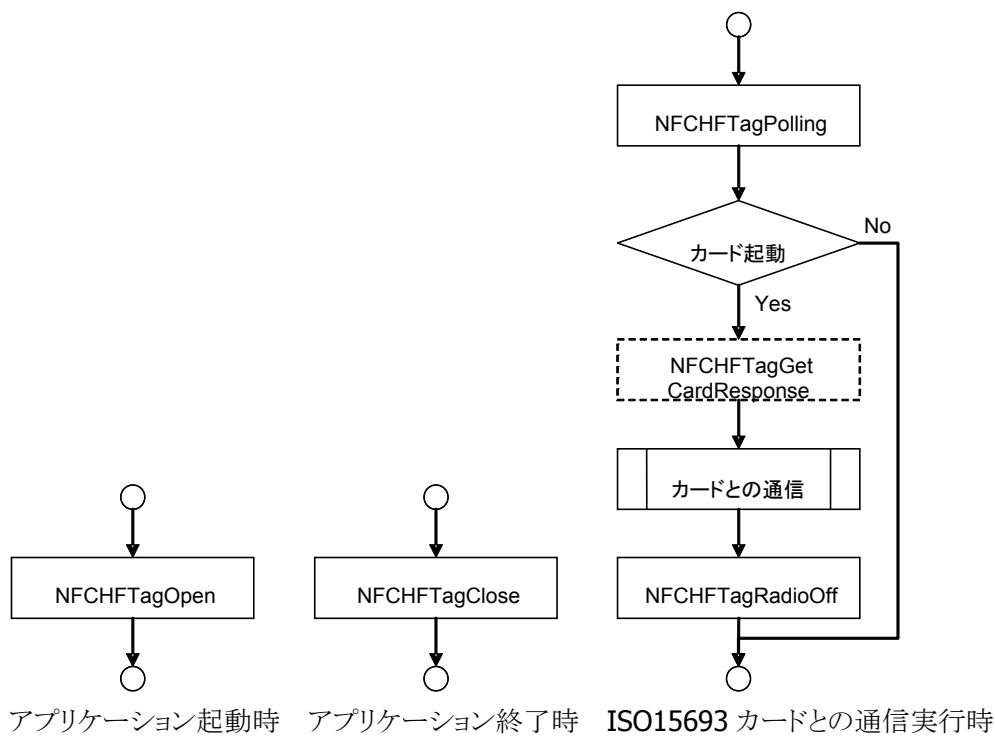 NFCHFTagPolling
カード起動
No
Yes
NFCHFTagGet
CardResponse
カードとの通信
NFCHFTagOpen
NFCHFTagClose
NFCHFTagRadioOff
アプリケーション起動時
アプリケーション終了時
ISO15693 カードとの通信実行時